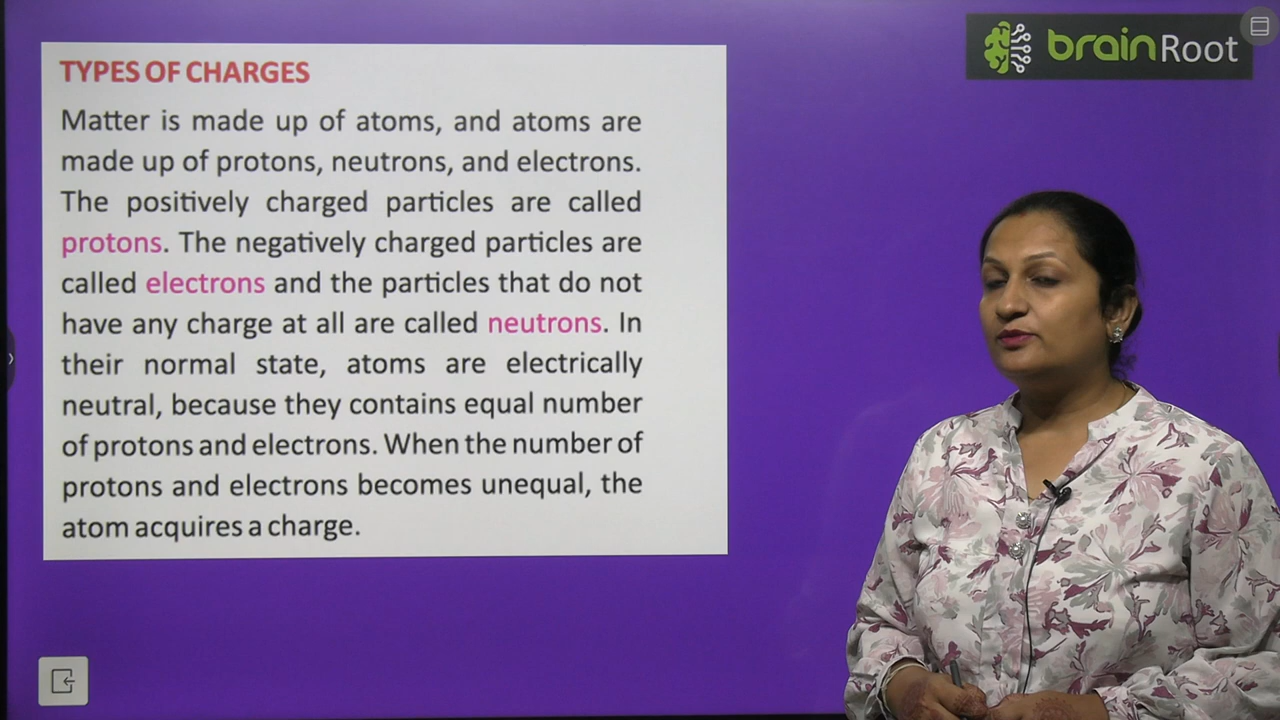 brainRoot
TYPES OF CHARGES
Matter is made up of atoms, and atoms are
made up of protons, neutrons, and electrons.
The positively charged particles are called
protons. The negatively charged particles are
called electrons and the particles that do not
have any charge at all are called neutrons. In
their normal state, atoms are electrically
neutral, because they contains equal number
of protons and electrons. When the number of
protons and electrons becomes unequal, the
atom acquires a charge.